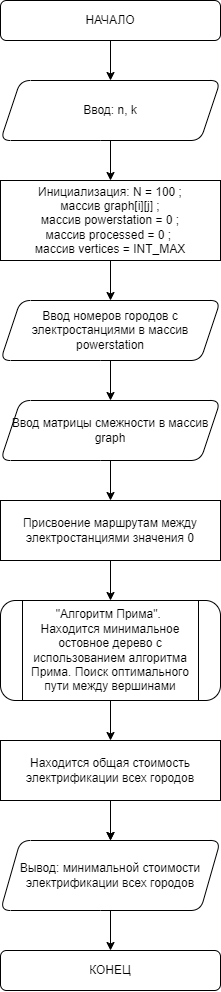 НАЧАЛО
Ввод: n, k
Инициализация: N = 100 ;
массив graph[i][j] ;
массив powerstation = 0 ;
массив processed = 0 ;
массив vertices = INT_MAX
Ввод номеров городов с
электростанциями в массив
powerstation
Ввод матрицы смежности в массив
graph
Присвоение маршрутам между
электростанциями значения 0
"Алгоритм Прима".
Находится минимальное
остовное дерево с
использованием алгоритма
Прима. Поиск оптимального
пути между вершинами
Находится общая стоимость
электрификации всех городов
Вывод: минимальной стоимости
электрификации всех городов
КОНЕЦ